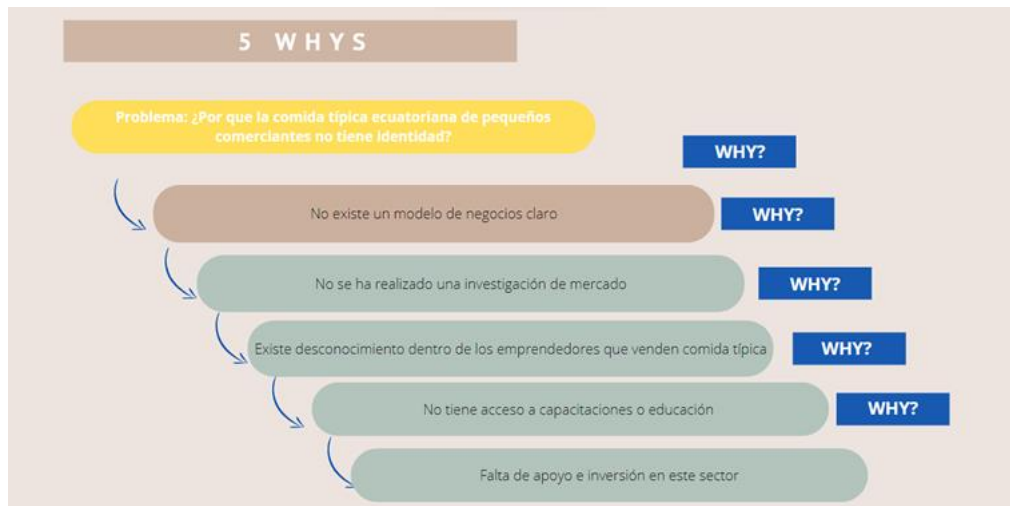 5 WHYS
Problema: ¿Por que la comida típica ecuatoriana de pequeños
comerciantes no tiene identidad?
WHY?
No existe un modelo de negocios claro
WHY?
No se ha realizado una investigación de mercado
WHY?
Existe desconocimiento dentro de los emprendedores que venden comida típica
WHY?
No tiene acceso a capacitaciones o educación
WHY?
Falta de apoyo e inversión en este sector